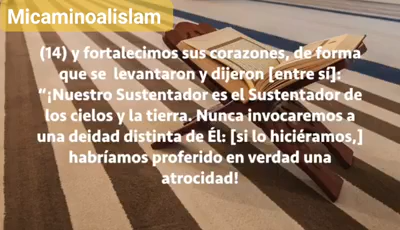 Micaminoalislam
(14) y fortalecimos sus corazones, de forma
que se levantaron y dijeron [entre sí]:
“¡Nuestro Sustentador es el Sustentador de
los cielos y la tierra. Nunca invocaremos a
una deidad distinta de Él: [si lo hiciéramos,]
habríamos proferido en verdad una
atrocidad!